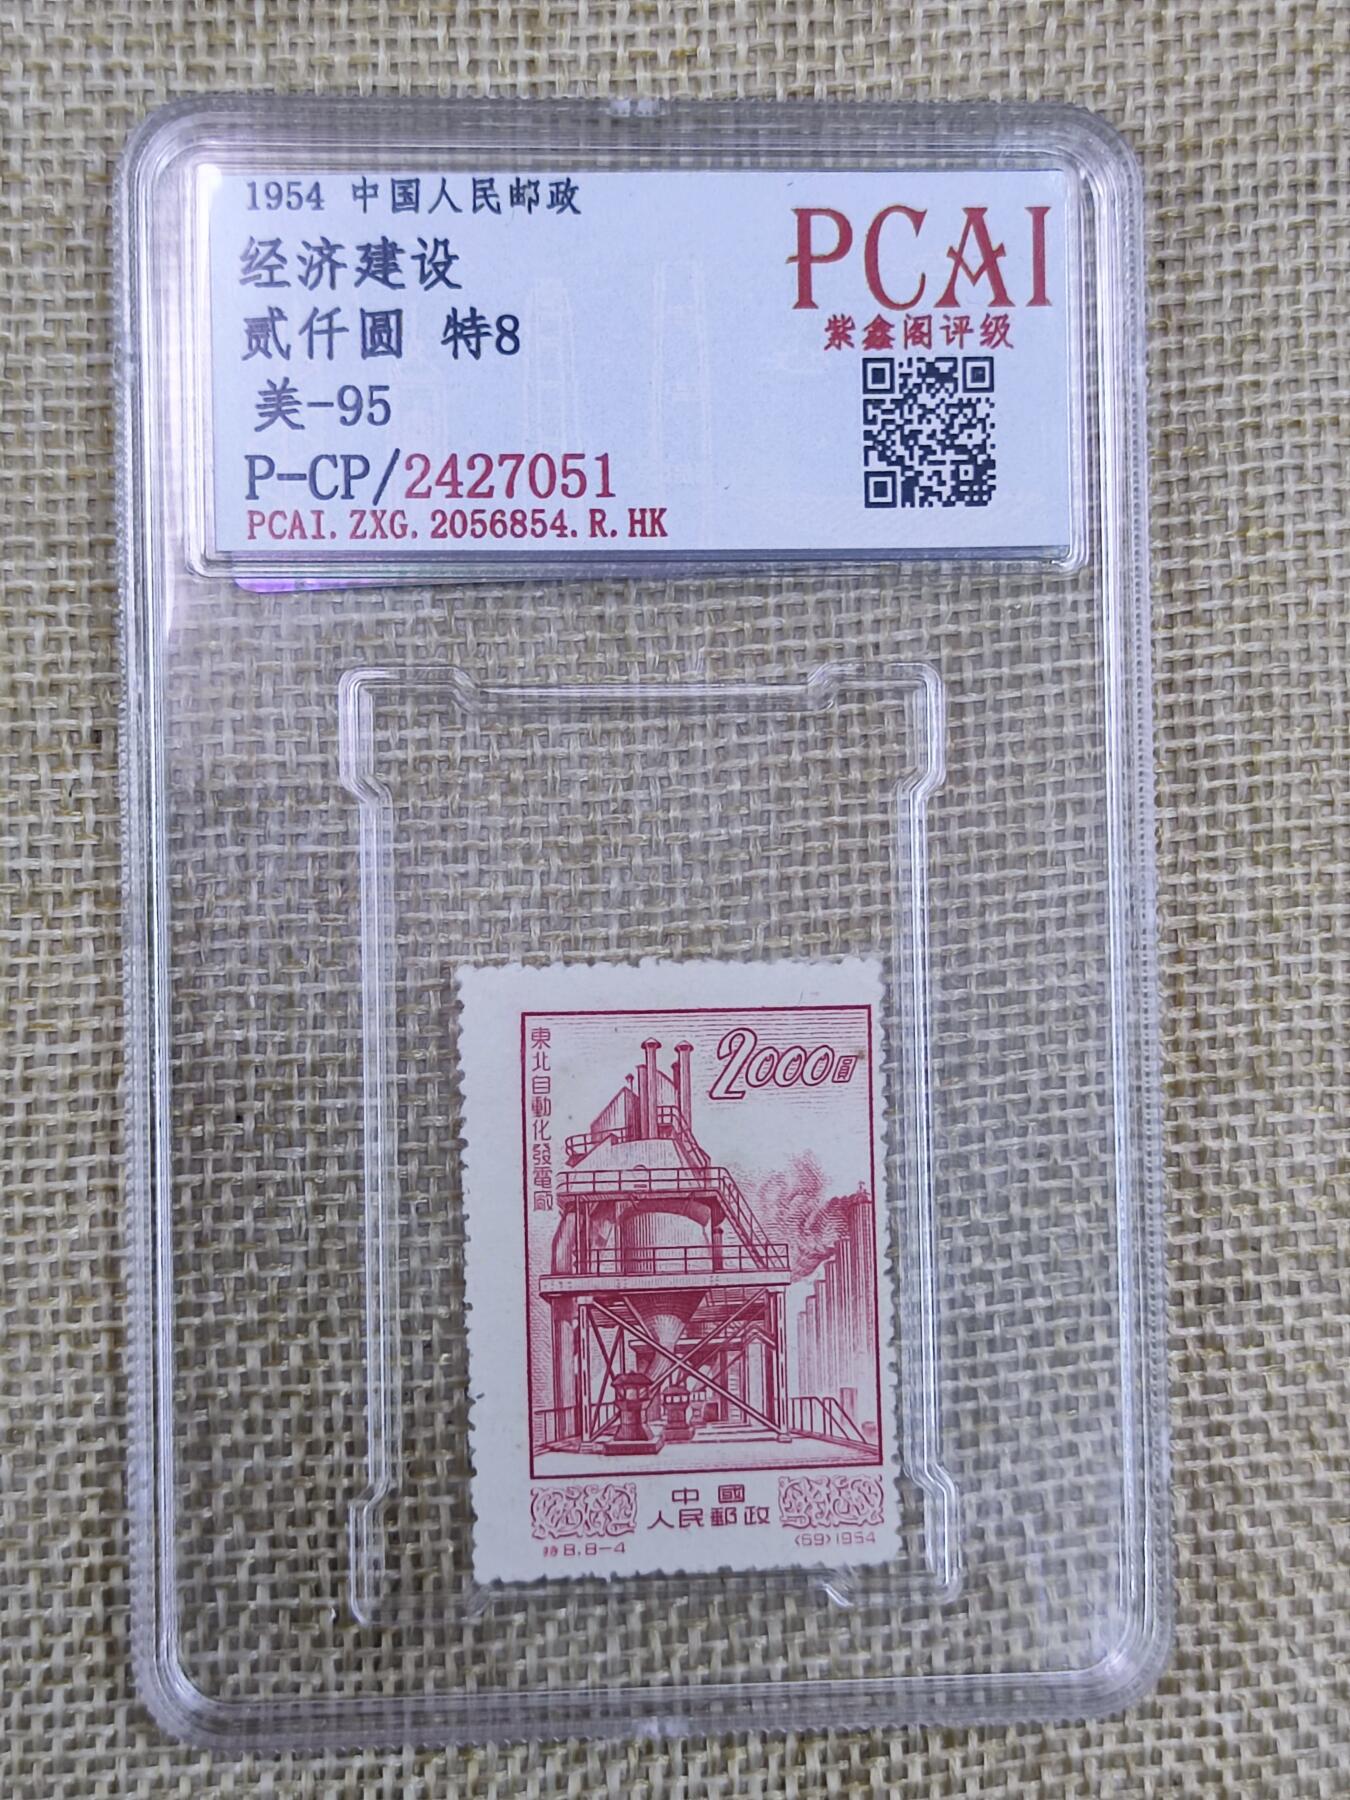 1954 中国人民邮政
经济建设
贰仟圆 特8
美-95
P-CP/2427051
PCAI.ZXG.2056854.R.HK
PCAI
紫鑫阁评级
東北自動化發電廠
2000圓
中國
人民郵政
特8.8-4
(69)1954